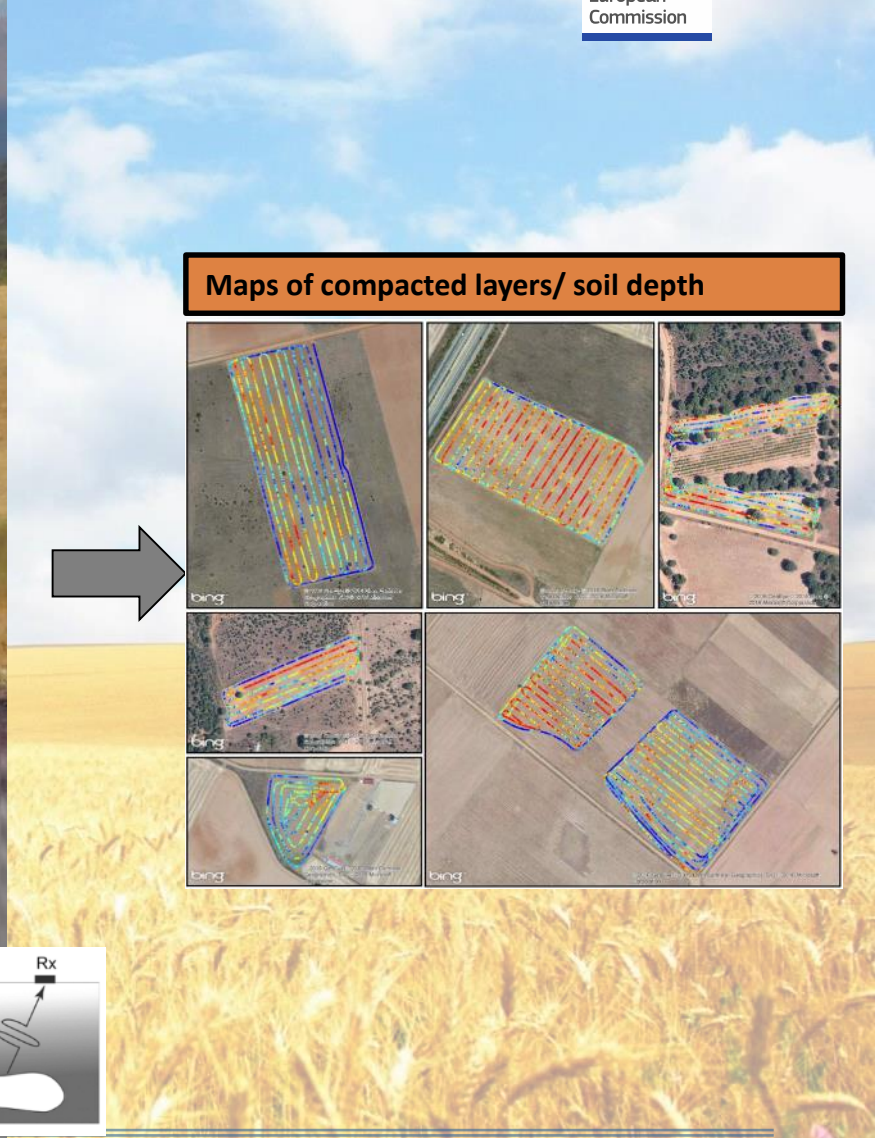 Commission
Maps of compacted layers/ soil depth
bing
bing
bing
bing
bing
bing
Rx